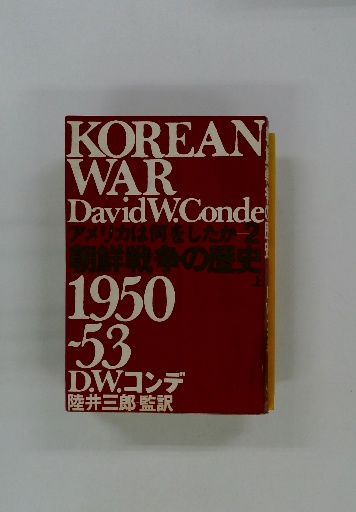 KOREAN
WAR
David W. Conde
アメリカは何をしたか—2
朝鮮戦争の歴史
上
1950
-53
D.W.コンデ
陸井三郎 監訳